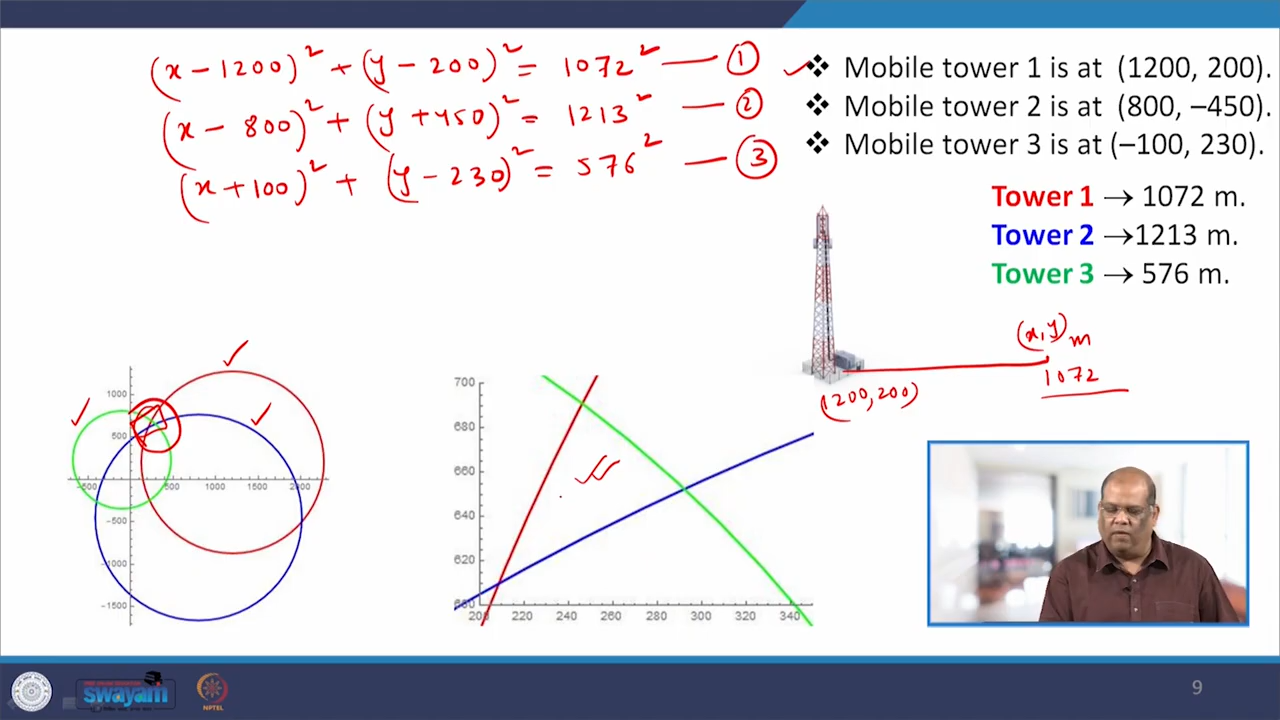 (x – 1200)² + (y – 200)² = 1072² — ①
(x – 800)² + (y + 450)² = 1213² — ②
(x + 100)² + (y – 230)² = 576² — ③
❖ Mobile tower 1 is at (1200, 200).
❖ Mobile tower 2 is at (800, –450).
❖ Mobile tower 3 is at (–100, 230).
Tower 1 → 1072 m.
Tower 2 →1213 m.
Tower 3 → 576 m.
(x,y) m
1072
(1200,200)
1000
500
-500 500 1000 1500 2000
-500
-1000
-1500
700
680
660
640
620
600
200 220 240 260 280 300 320 340
swayam
NPTEL
9